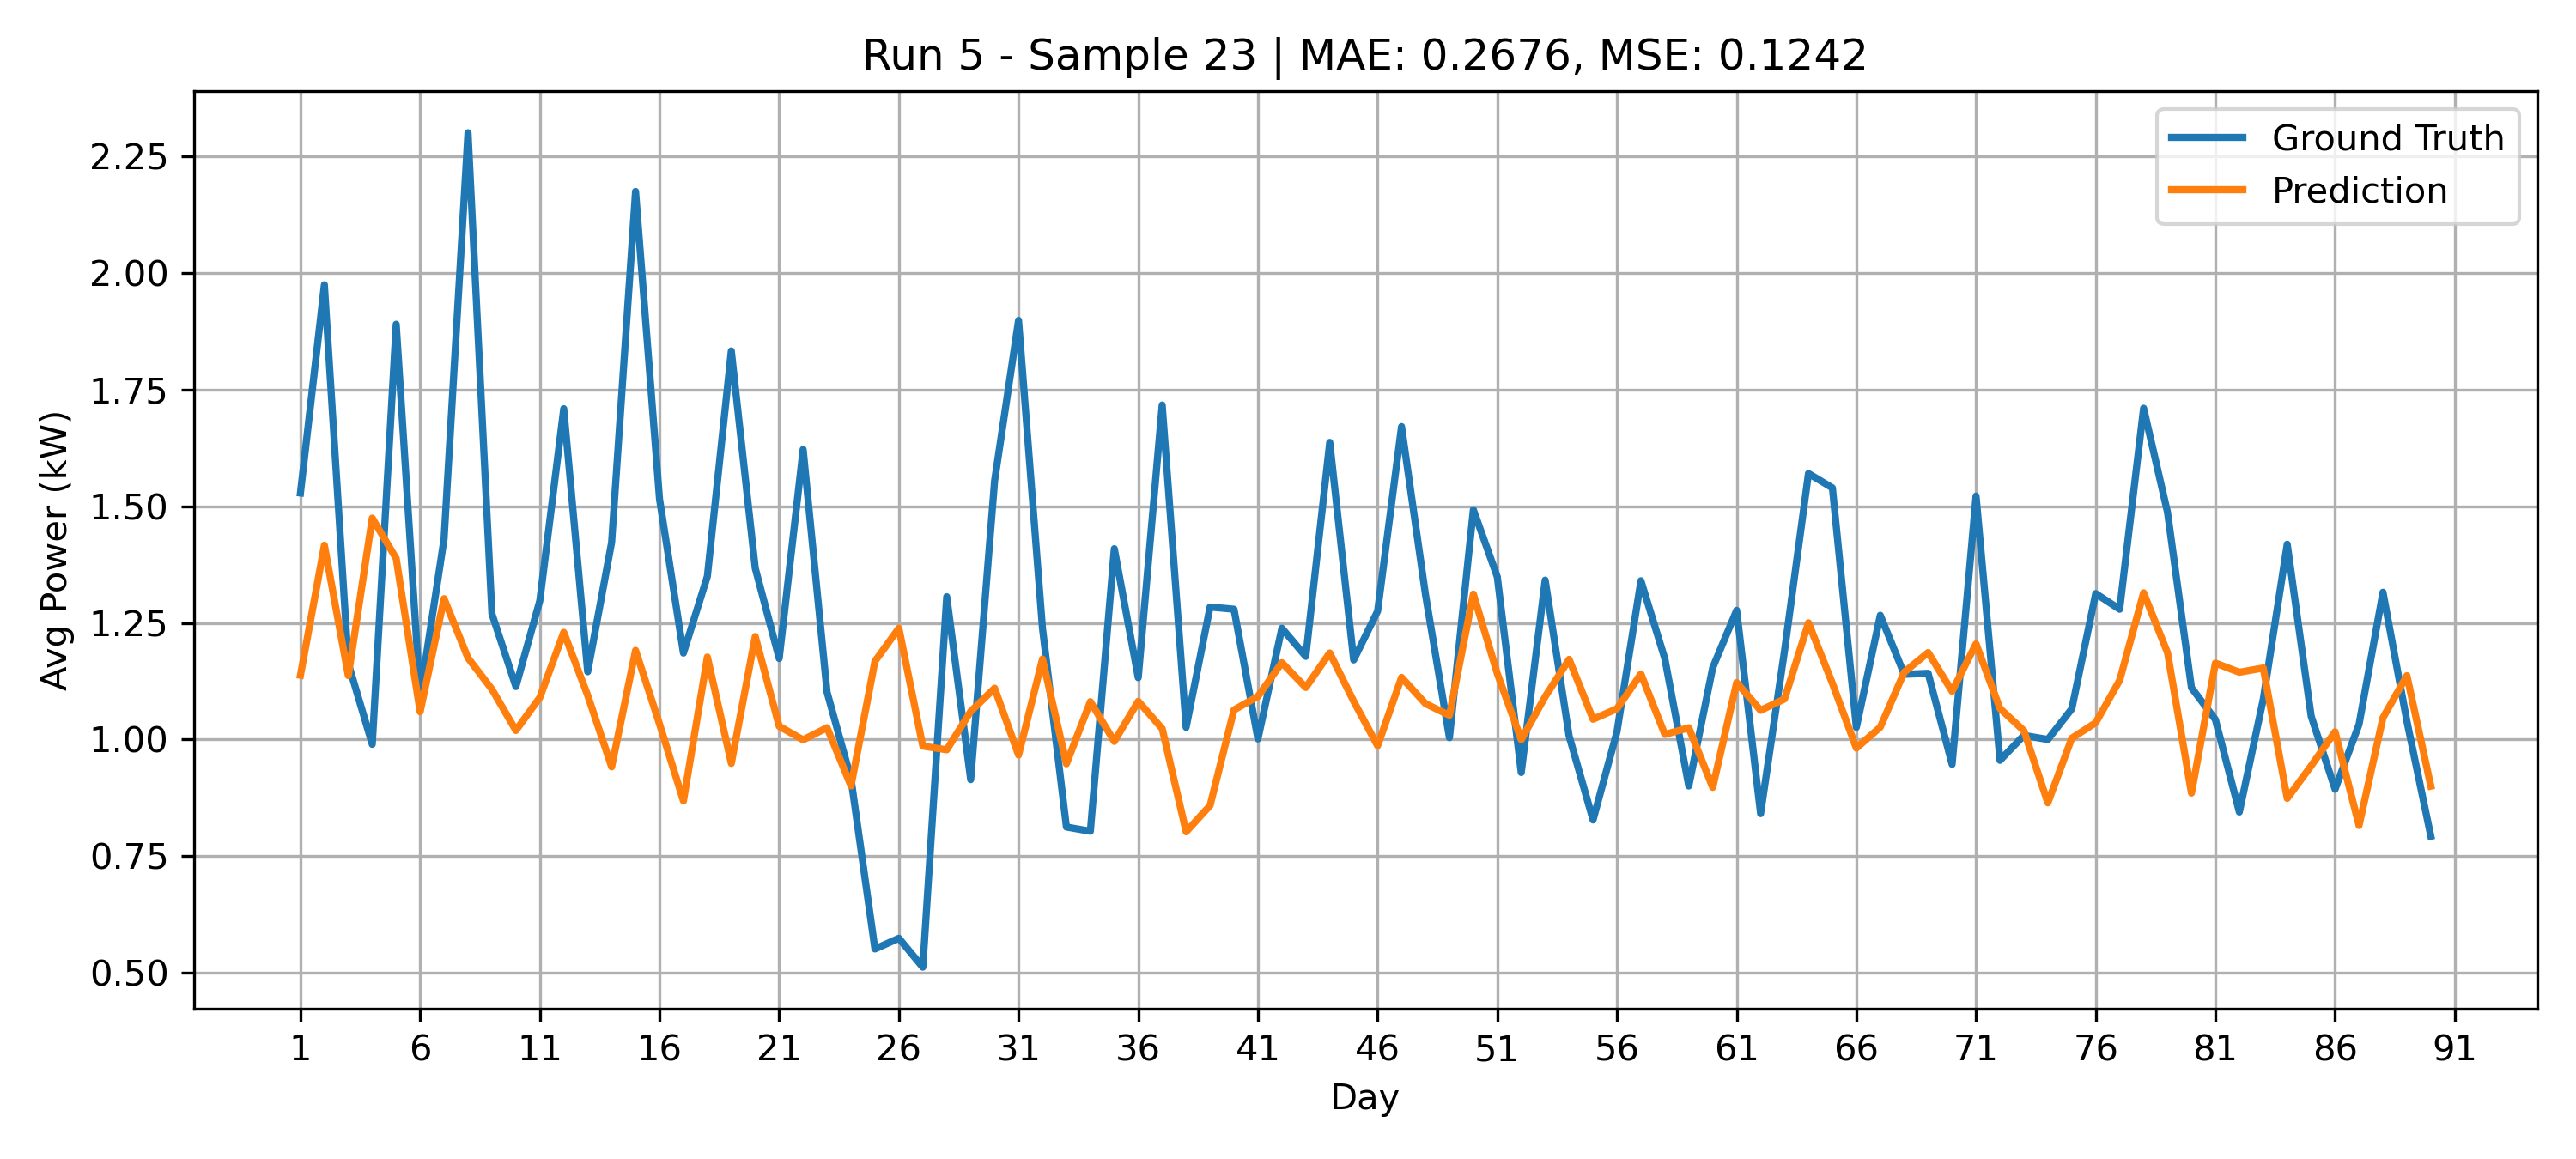 Run 5 - Sample 23 | MAE: 0.2676, MSE: 0.1242
Ground Truth
Prediction
Avg Power (kW)
2.25
2.00
1.75
1.50
1.25
1.00
0.75
0.50
1 6 11 16 21 26 31 36 41 46 51 56 61 66 71 76 81 86 91
Day